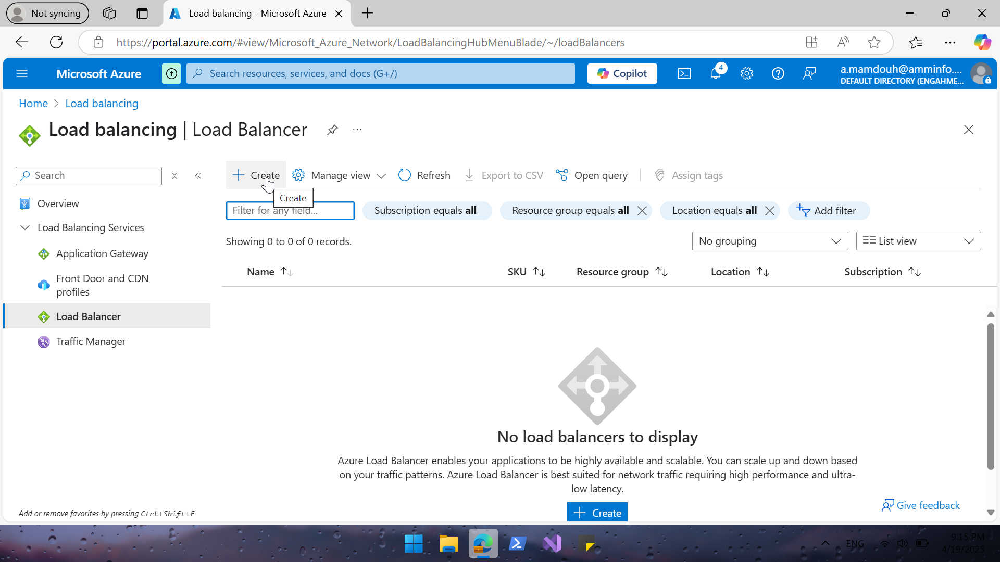 Not syncing
Load balancing - Microsoft Azure
https://portal.azure.com/#view/Microsoft_Azure_Network/LoadBalancingHubMenuBlade/~/loadBalancers
Microsoft Azure
Search resources, services, and docs (G+/)
Copilot
4
a.mamdouh@amminfo....
DEFAULT DIRECTORY (ENGAHME...
Home > Load balancing
Load balancing | Load Balancer
Search
Create
Manage view
Refresh
Export to CSV
Open query
Assign tags
Create
Overview
Filter for any field...
Subscription equals all
Resource group equals all
Location equals all
Add filter
Load Balancing Services
Showing 0 to 0 of 0 records.
No grouping
List view
Application Gateway
Name
SKU
Resource group
Location
Subscription
Front Door and CDN
profiles
Load Balancer
Traffic Manager
No load balancers to display
Azure Load Balancer enables your applications to be highly available and scalable. You can scale up and down based
on your traffic patterns. Azure Load Balancer is best suited for network traffic requiring high performance and ultra-
low latency.
Give feedback
Create
Add or remove favorites by pressing Ctrl+Shift+F
ENG
9:15 PM
4/19/2025